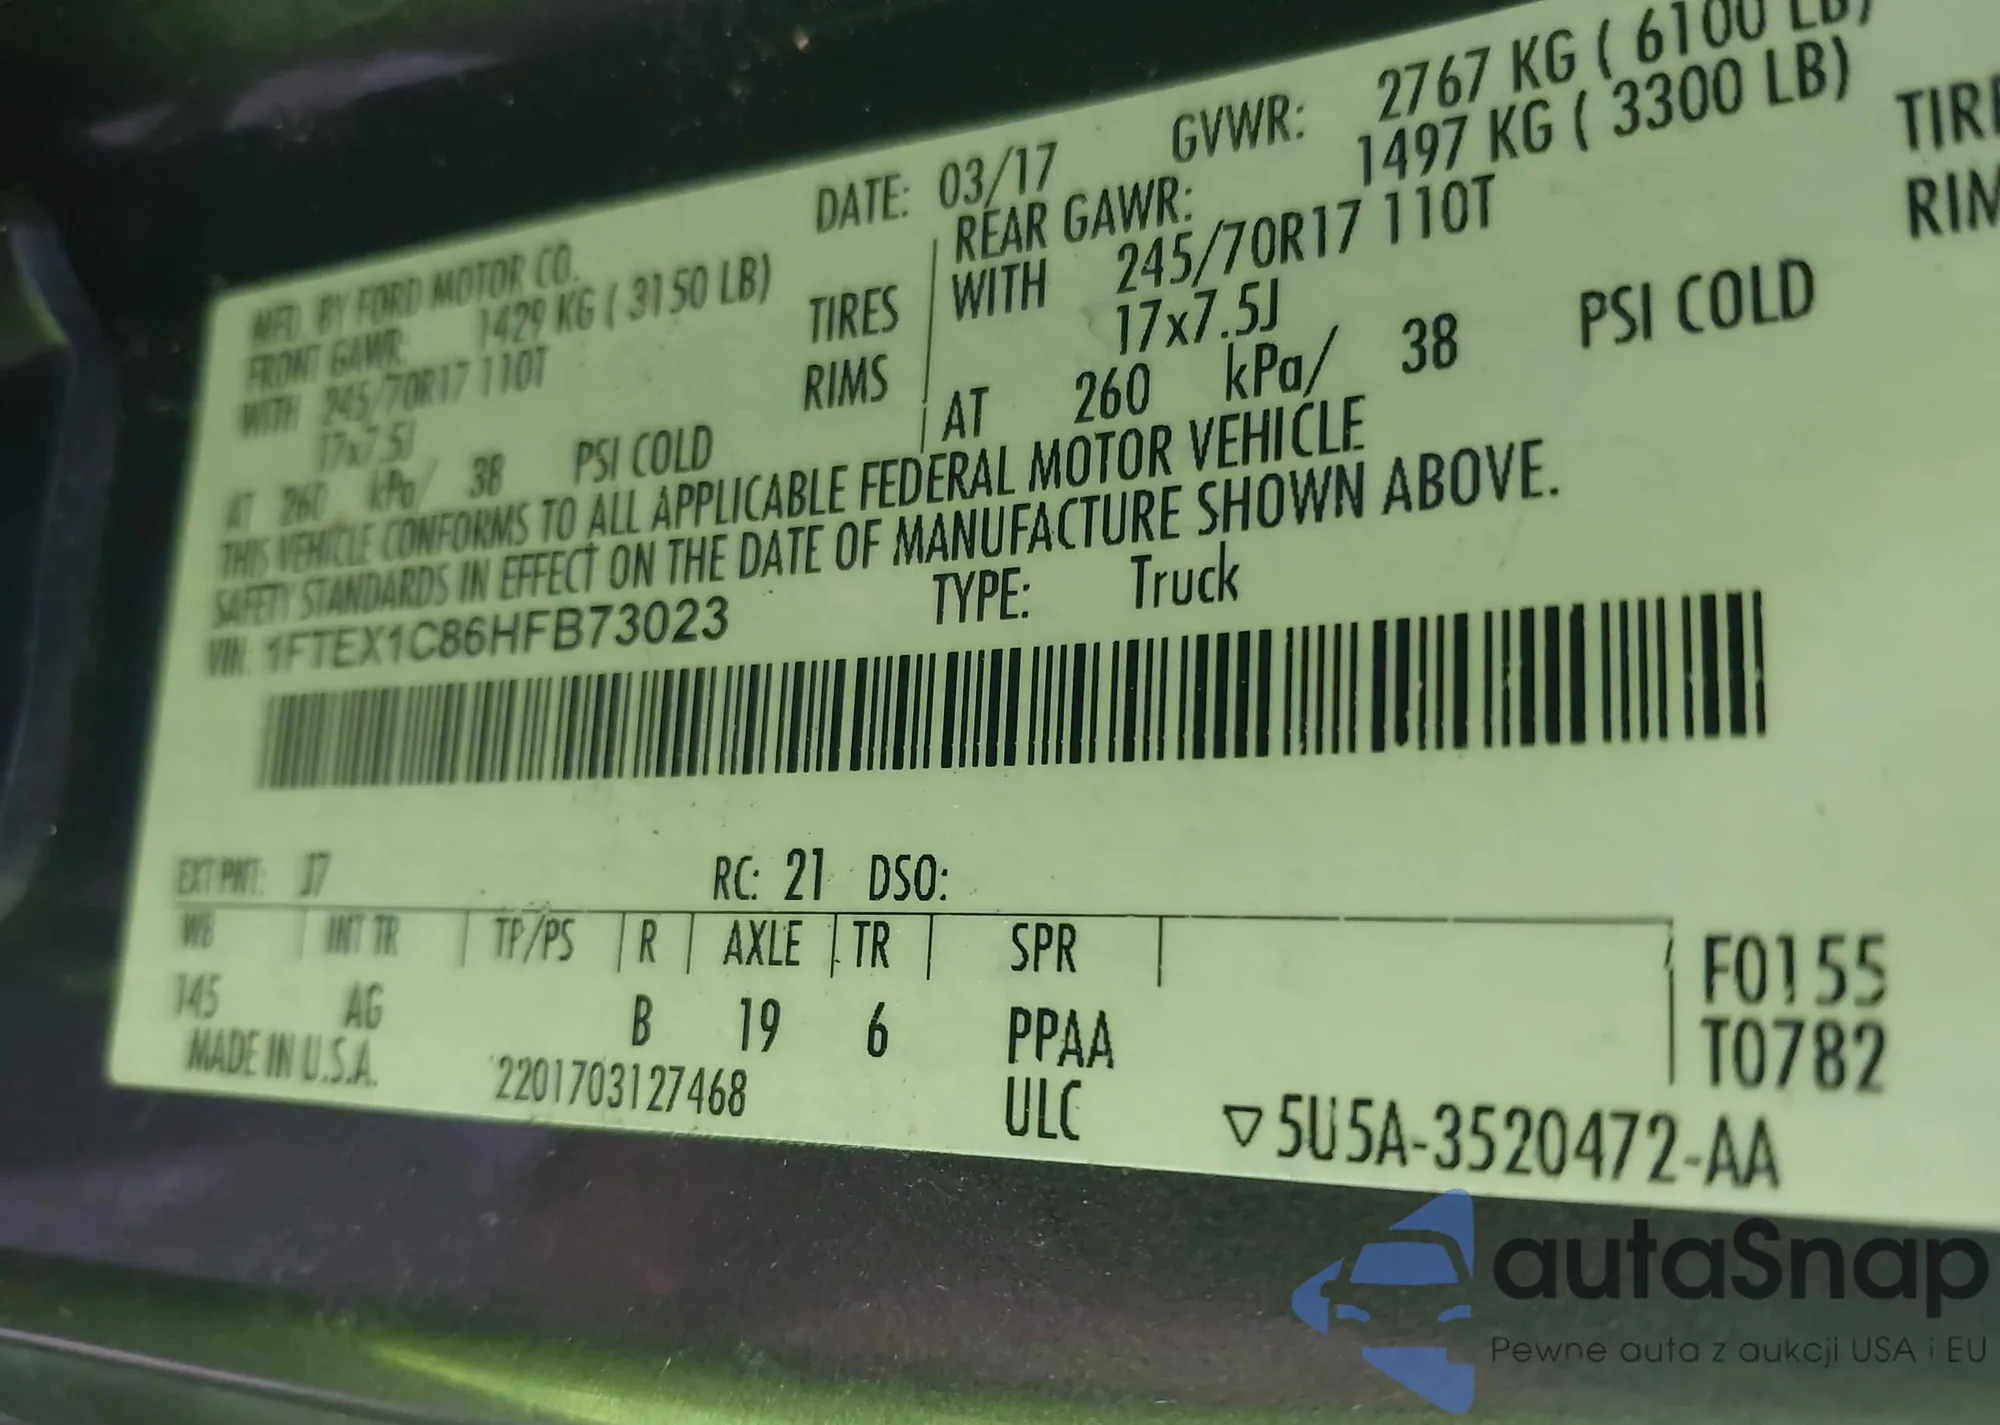 MFD. BY FORD MOTOR CO. DATE: 03/17 GVWR: 2767 KG ( 6100 LB)
FRONT GAWR: 1429 KG ( 3150 LB) REAR GAWR: 1497 KG ( 3300 LB)
WITH 245/70R17 110T TIRES WITH 245/70R17 110T TIRE
17x7.5J RIMS 17x7.5J RIM
AT 260 kPa/ 38 PSI COLD AT 260 kPa/ 38 PSI COLD
THIS VEHICLE CONFORMS TO ALL APPLICABLE FEDERAL MOTOR VEHICLE
SAFETY STANDARDS IN EFFECT ON THE DATE OF MANUFACTURE SHOWN ABOVE.
VIN: 1FTEX1C86HFB73023 TYPE: Truck
EXT PNT: J7 RC: 21 DSO:
WB INT TR TP/PS R AXLE TR SPR F0155
145 AG B 19 6 PPAA T0782
MADE IN U.S.A. 2201703127468 ULC ▽5U5A-3520472-AA
autaSnap
Pewne auta z aukcji USA i EU